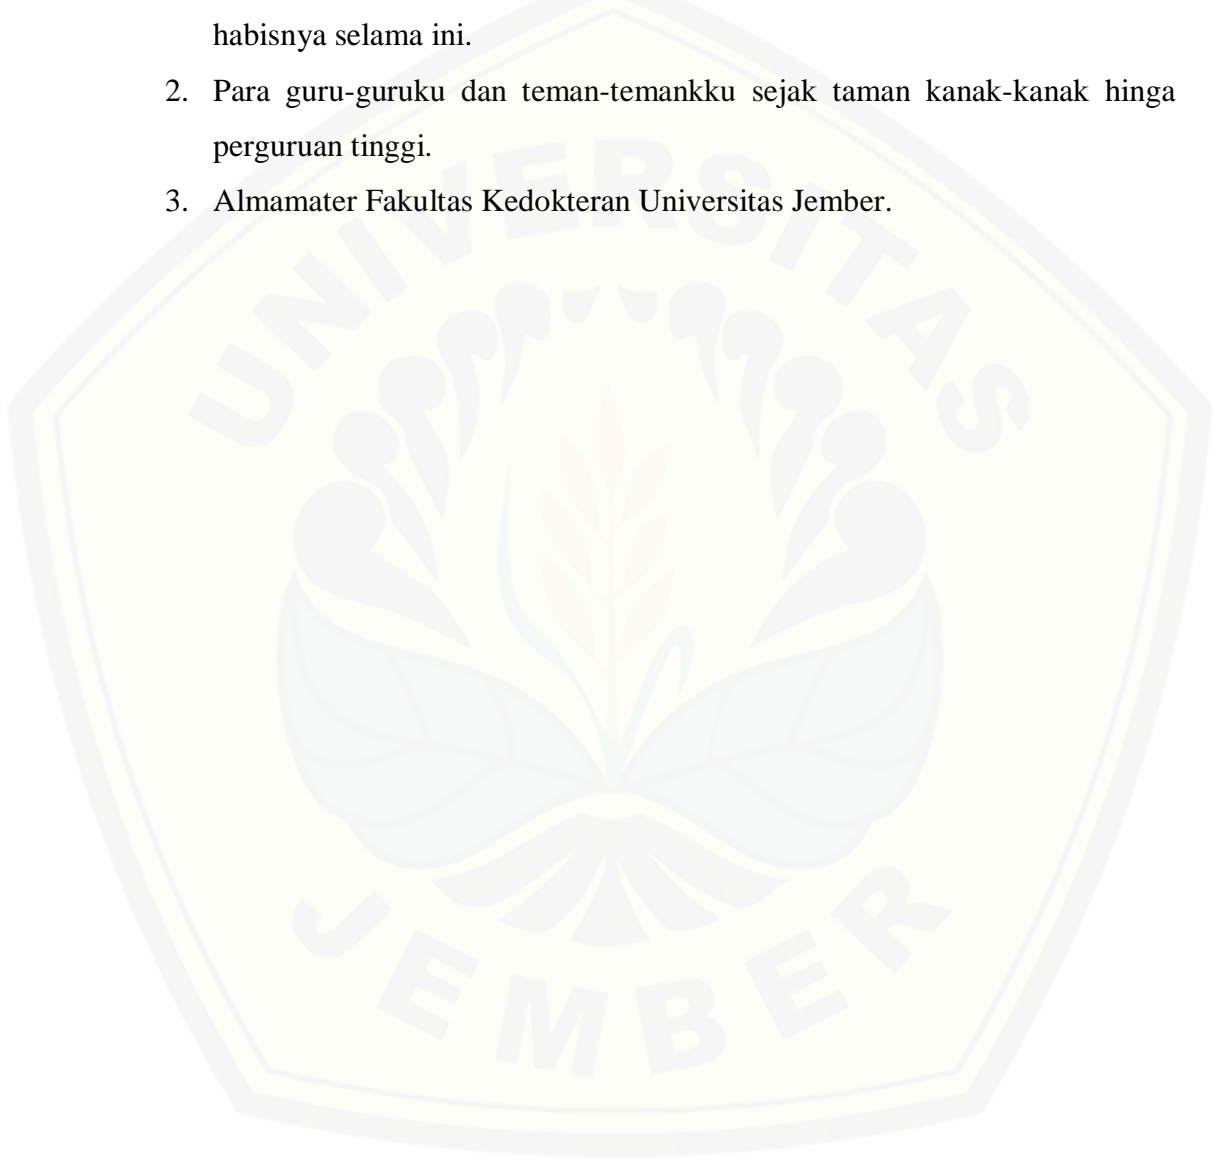 habisnya selama ini.
2. Para guru-guruku dan teman-temankku sejak taman kanak-kanak hinga
perguruan tinggi.
3. Almamater Fakultas Kedokteran Universitas Jember.
UNIVERSITAS
JEMBER